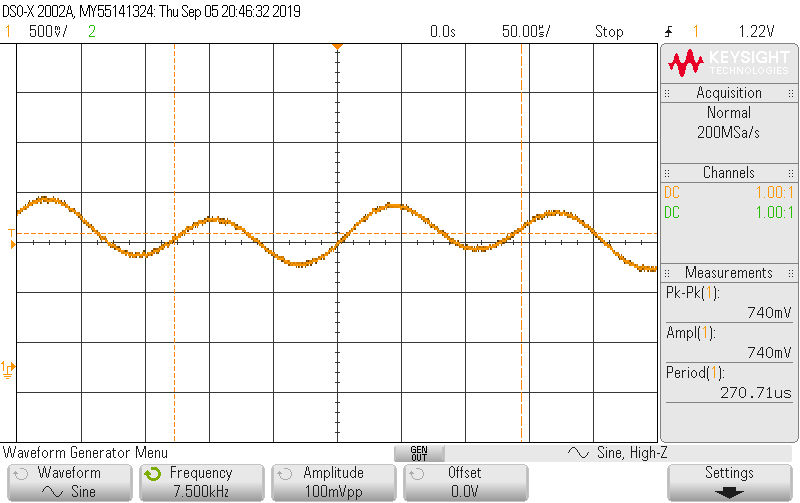 DSO-X 2002A, MY55141324: Thu Sep 05 20:46:32 2019
1 500mV/ 2 0.0s 50.00us/ Stop 1 1.22V
KEYSIGHT
TECHNOLOGIES
Acquisition
Normal
200MSa/s
Channels
DC 1.00:1
DC 1.00:1
Measurements
Pk-Pk(1):
740mV
Ampl(1):
740mV
Period(1):
270.71us
T
1
Waveform Generator Menu GEN OUT Sine, High-Z
Waveform Frequency Amplitude Offset Settings
Sine 7.500kHz 100mVpp 0.0V